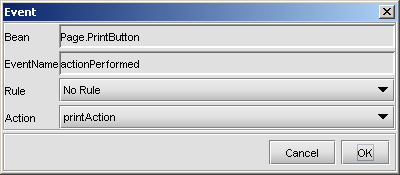 Event
Bean Page.PrintButton
EventName actionPerformed
Rule No Rule
Action printAction
Cancel OK